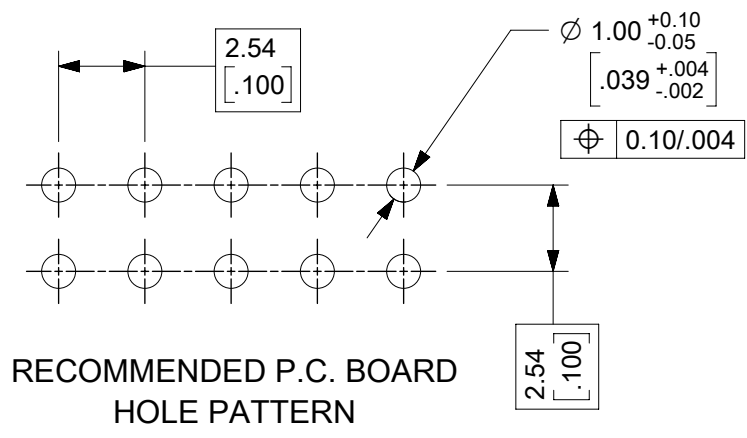 2.54
[.100]
⌀ 1.00 +0.10 -0.05
[.039 +.004 -.002]
⌖ 0.10/.004
2.54
[.100]
RECOMMENDED P.C. BOARD
HOLE PATTERN